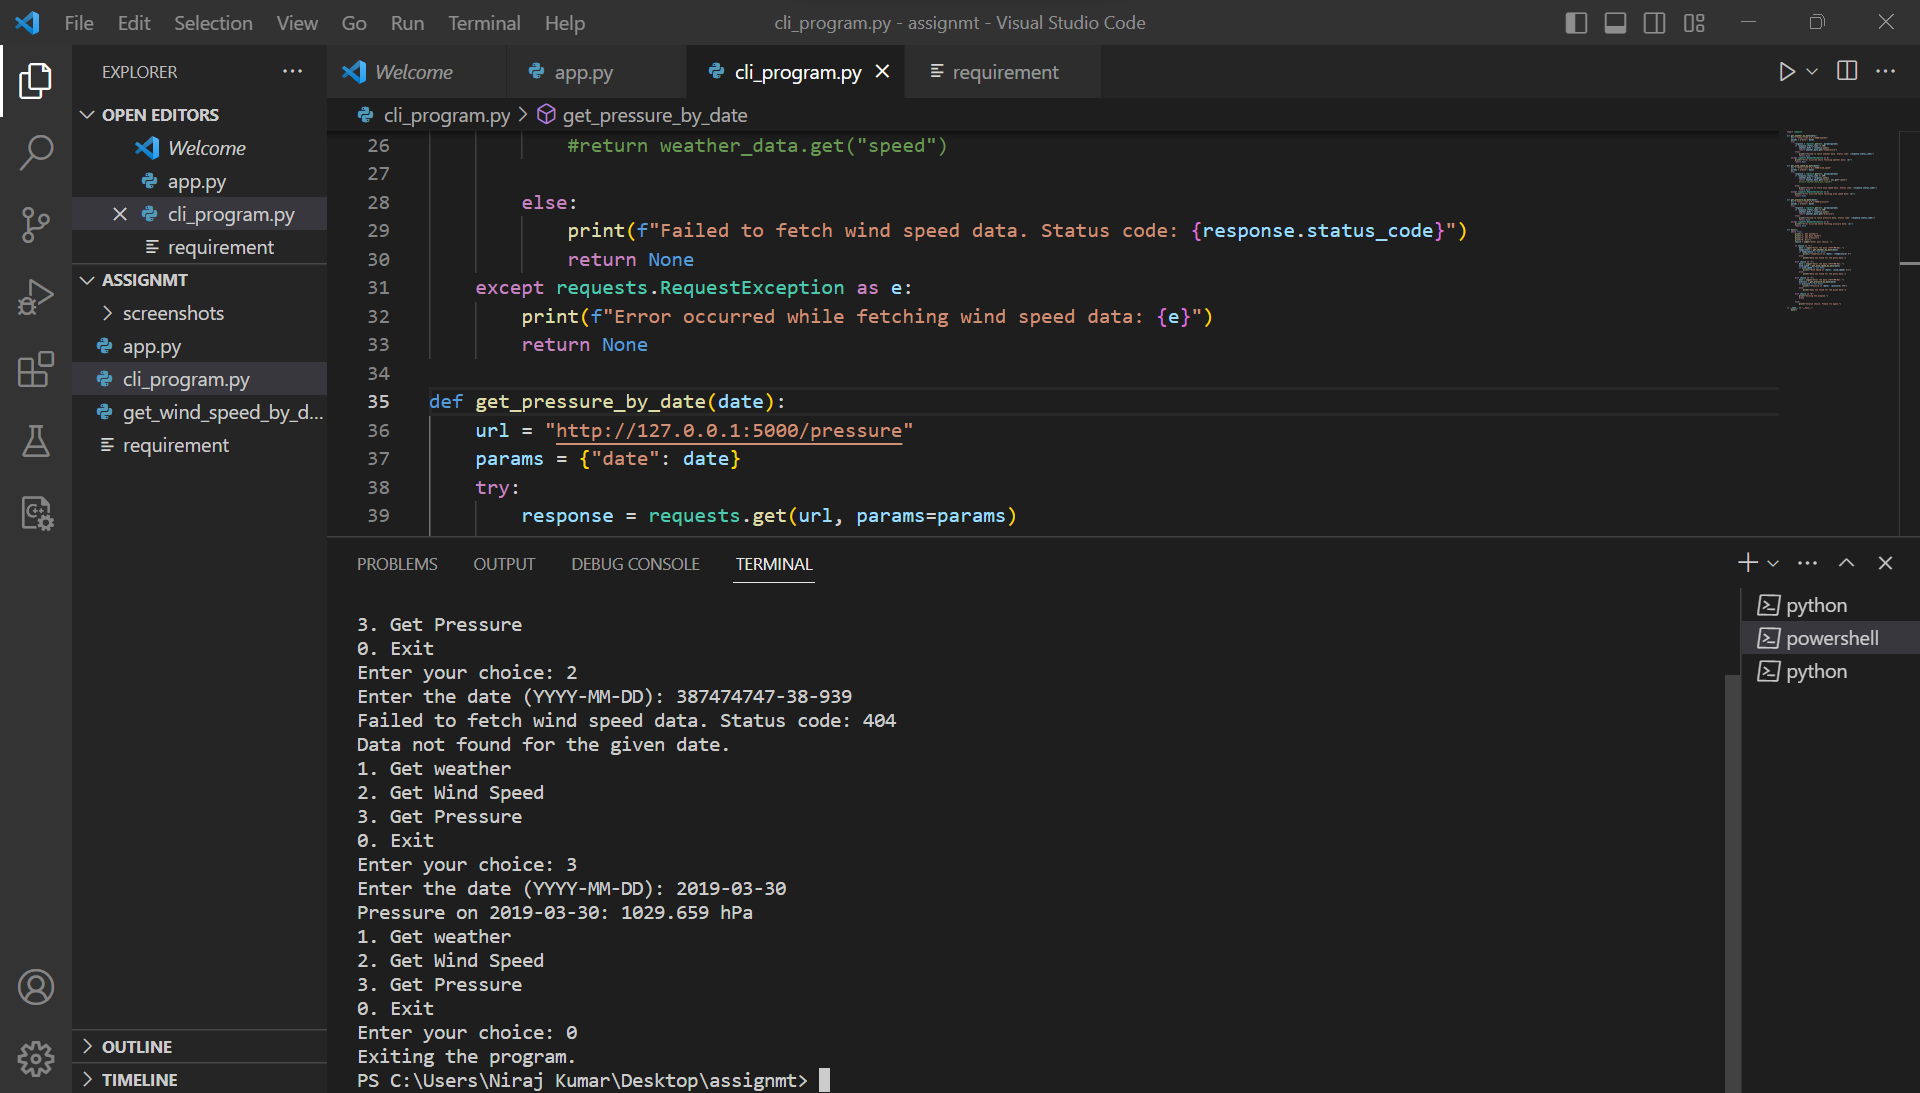 File Edit Selection View Go Run Terminal Help cli_program.py - assignmt - Visual Studio Code
EXPLORER
OPEN EDITORS
Welcome
app.py
cli_program.py
requirement
ASSIGNMT
screenshots
app.py
cli_program.py
get_wind_speed_by_d...
requirement
OUTLINE
TIMELINE
Welcome app.py cli_program.py requirement
cli_program.py > get_pressure_by_date
26 #return weather_data.get("speed")
27
28 else:
29 print(f"Failed to fetch wind speed data. Status code: {response.status_code}")
30 return None
31 except requests.RequestException as e:
32 print(f"Error occurred while fetching wind speed data: {e}")
33 return None
34
35 def get_pressure_by_date(date):
36 url = "http://127.0.0.1:5000/pressure"
37 params = {"date": date}
38 try:
39 response = requests.get(url, params=params)
PROBLEMS OUTPUT DEBUG CONSOLE TERMINAL
3. Get Pressure
0. Exit
Enter your choice: 2
Enter the date (YYYY-MM-DD): 387474747-38-939
Failed to fetch wind speed data. Status code: 404
Data not found for the given date.
1. Get weather
2. Get Wind Speed
3. Get Pressure
0. Exit
Enter your choice: 3
Enter the date (YYYY-MM-DD): 2019-03-30
Pressure on 2019-03-30: 1029.659 hPa
1. Get weather
2. Get Wind Speed
3. Get Pressure
0. Exit
Enter your choice: 0
Exiting the program.
PS C:\Users\Niraj Kumar\Desktop\assignmt>
python
powershell
python